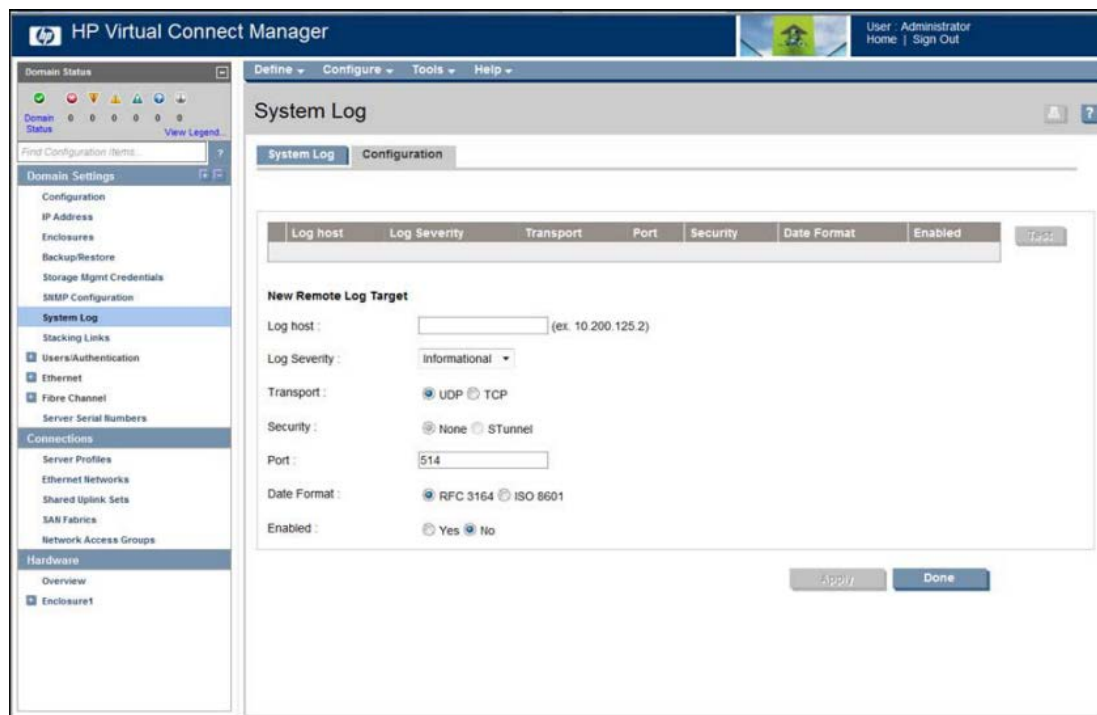 hp HP Virtual Connect Manager
User : Administrator
Home | Sign Out
Domain Status
Domain Status 0 0 0 0 0 0
View Legend...
Find Configuration Items... ?
Domain Settings
Configuration
IP Address
Enclosures
Backup/Restore
Storage Mgmt Credentials
SNMP Configuration
System Log
Stacking Links
Users/Authentication
Ethernet
Fibre Channel
Server Serial Numbers
Connections
Server Profiles
Ethernet Networks
Shared Uplink Sets
SAN Fabrics
Network Access Groups
Hardware
Overview
Enclosure1
Define Configure Tools Help
System Log
?
System Log Configuration
Log host Log Severity Transport Port Security Date Format Enabled
Test
New Remote Log Target
Log host : (ex. 10.200.125.2)
Log Severity : Informational
Transport : UDP TCP
Security : None STunnel
Port : 514
Date Format : RFC 3164 ISO 8601
Enabled : Yes No
Apply Done